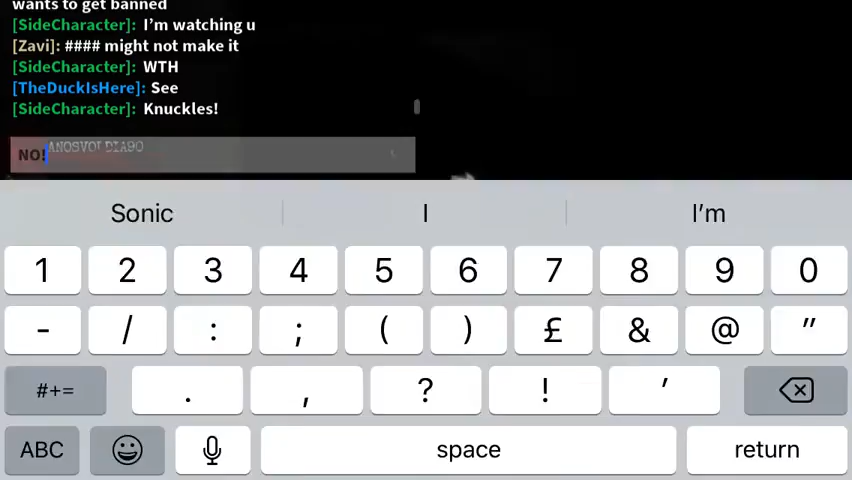 wants to get banned
[SideCharacter]: I'm watching u
[Zavi]: #### might not make it
[SideCharacter]: WTH
[TheDuckIsHere]: See
[SideCharacter]: Knuckles!
NO!
Sonic I I'm
1 2 3 4 5 6 7 8 9 0
- / : ; ( ) £ & @ "
#+= . , ? ! '
ABC space return